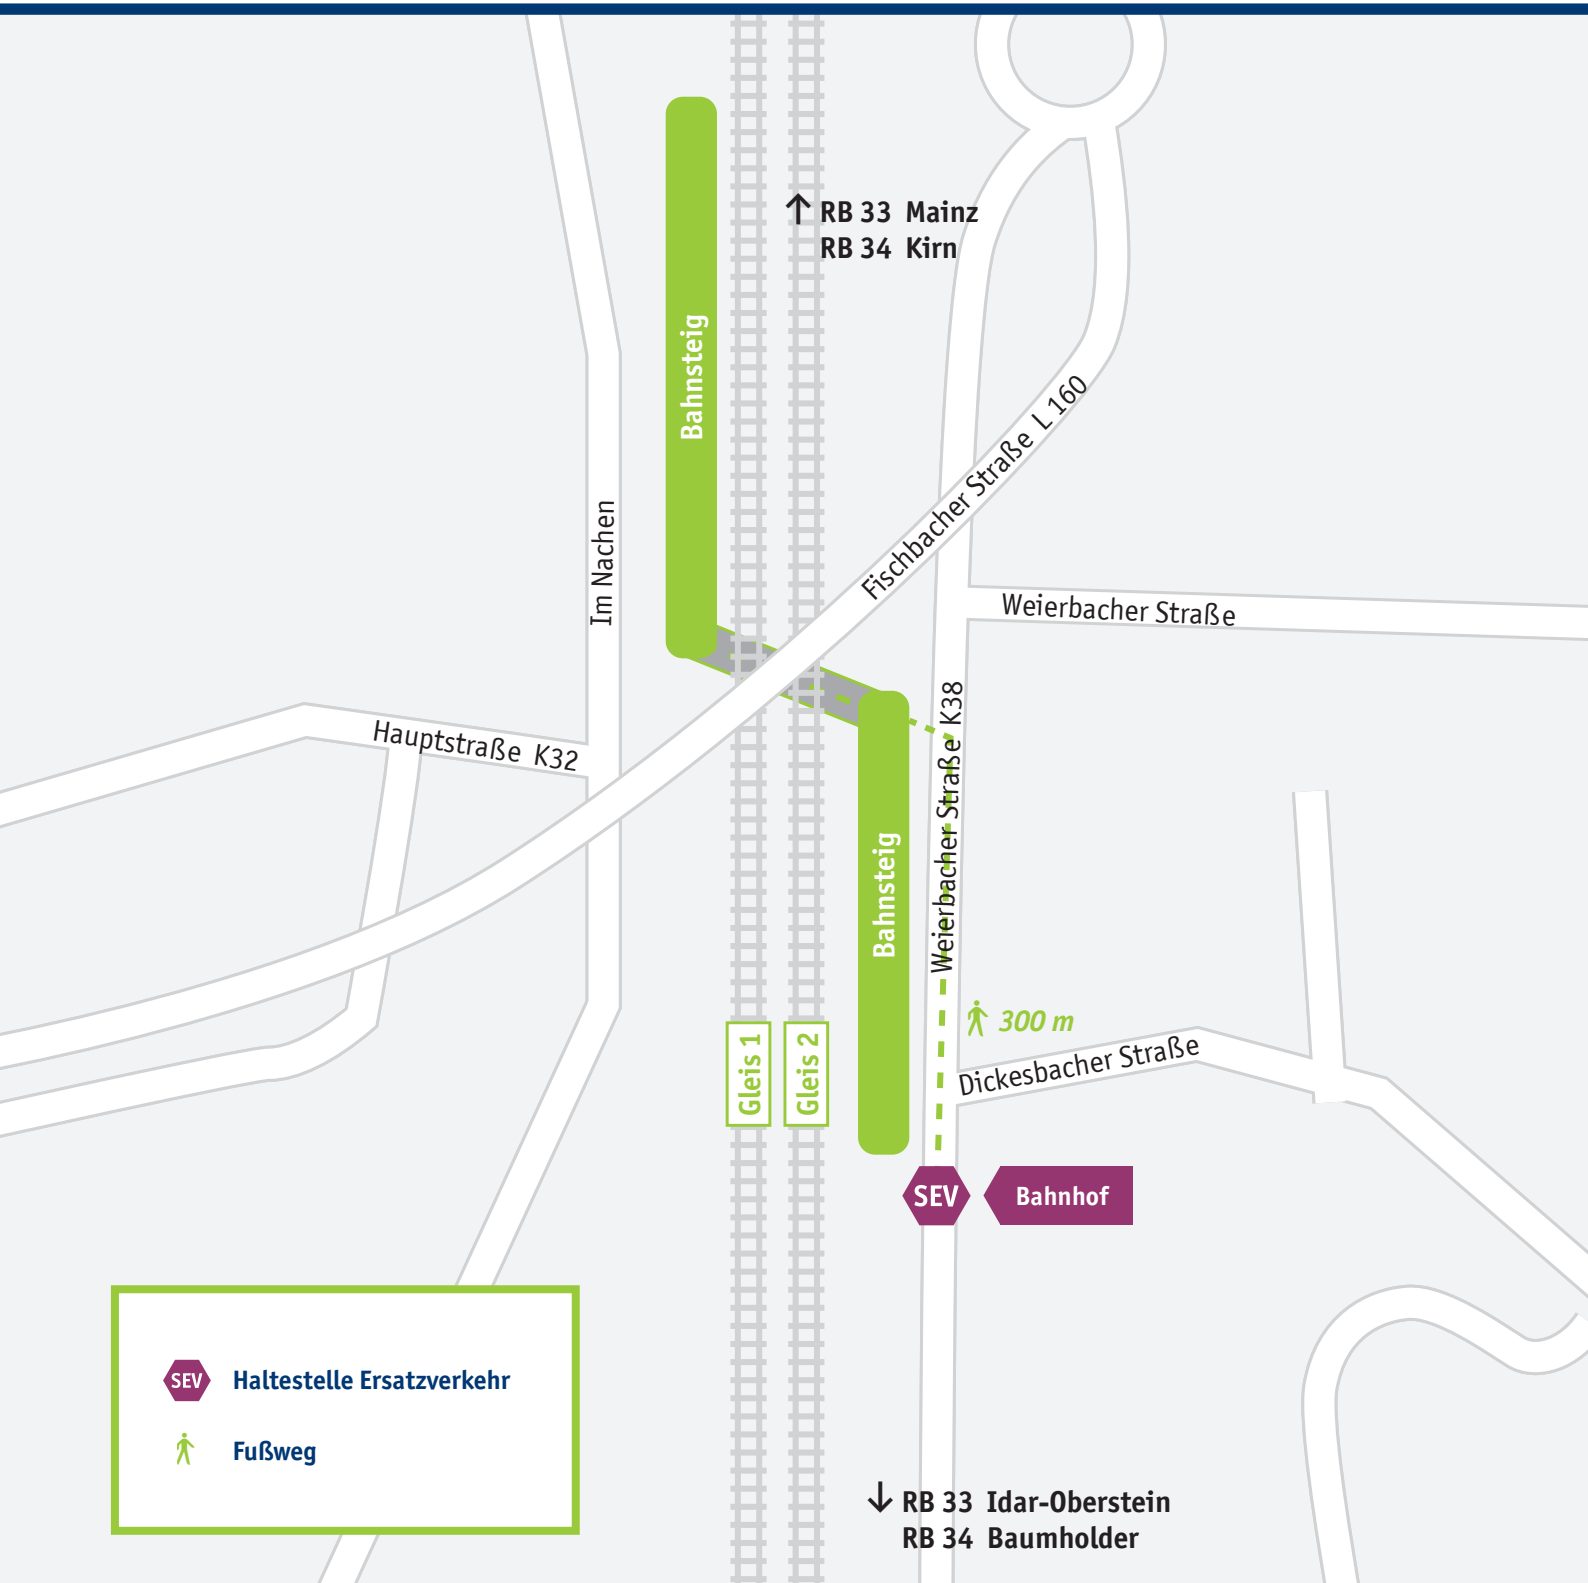 RB 33 Mainz
RB 34 Kirn
Bahnsteig
Fischbacher Straße L 160
Im Nachen
Weierbacher Straße
Hauptstraße K32
Weierbacher Straße K38
Bahnsteig
300 m
Gleis 1
Gleis 2
Dickesbacher Straße
SEV
Bahnhof
SEV Haltestelle Ersatzverkehr
Fußweg
RB 33 Idar-Oberstein
RB 34 Baumholder